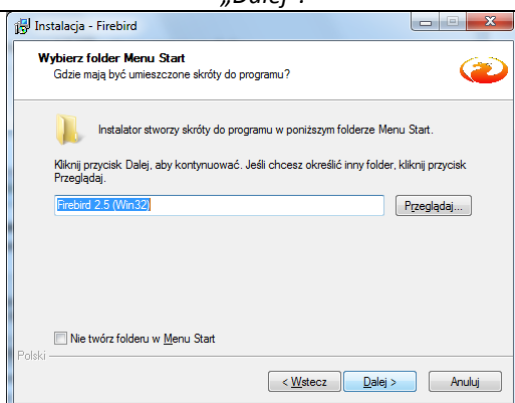 „Dalej”.
Instalacja - Firebird
Wybierz folder Menu Start
Gdzie mają być umieszczone skróty do programu?
Instalator stworzy skróty do programu w poniższym folderze Menu Start.
Kliknij przycisk Dalej, aby kontynuować. Jeśli chcesz określić inny folder, kliknij przycisk
Przeglądaj.
Firebird 2.5 (Win32)
Przeglądaj...
Nie twórz folderu w Menu Start
Polski
< Wstecz
Dalej >
Anuluj